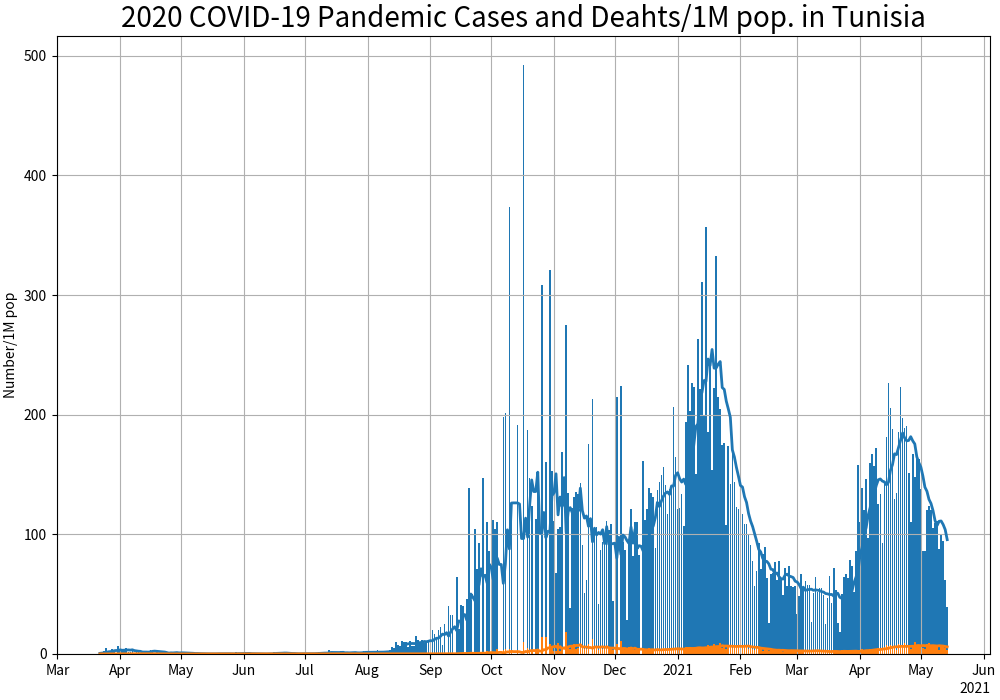 2020 COVID-19 Pandemic Cases and Deahts/1M pop. in Tunisia
Number/1M pop
500
400
300
200
100
0
Mar Apr May Jun Jul Aug Sep Oct Nov Dec 2021 Feb Mar Apr May Jun
2021